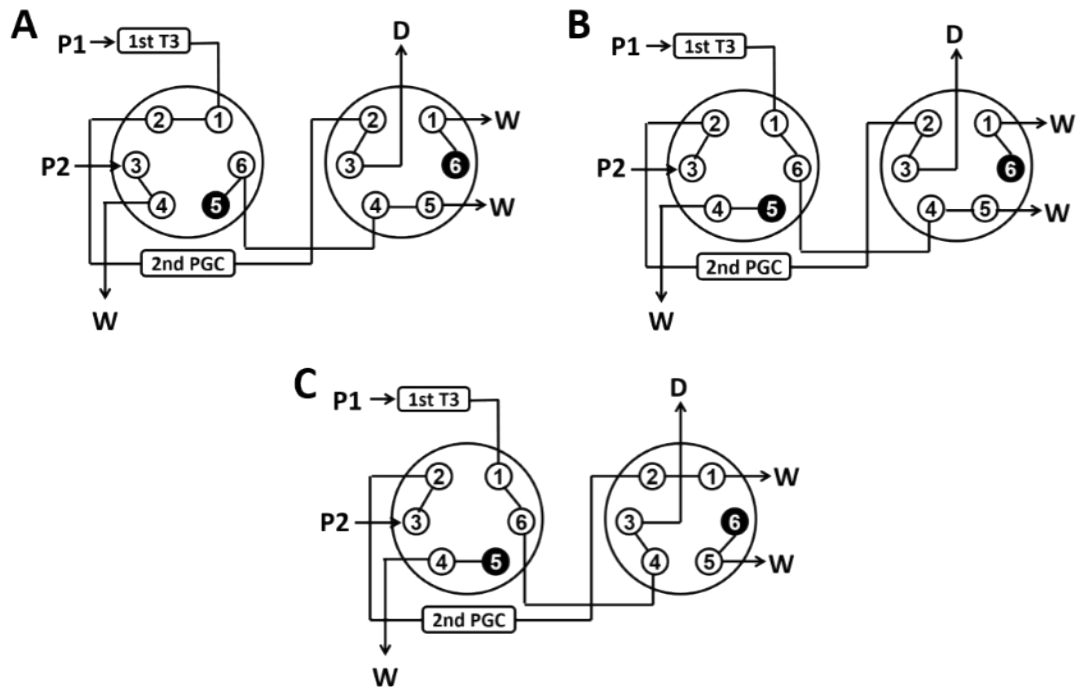 A
P1 1st T3
D
2 1 2 1 W
P2 3 6 3 6
4 5 4 5 W
2nd PGC
W
B
P1 1st T3
D
2 1 2 1 W
P2 3 6 3 6
4 5 4 5 W
2nd PGC
W
C
P1 1st T3
D
2 1 2 1 W
P2 3 6 3 6
4 5 4 5 W
2nd PGC
W